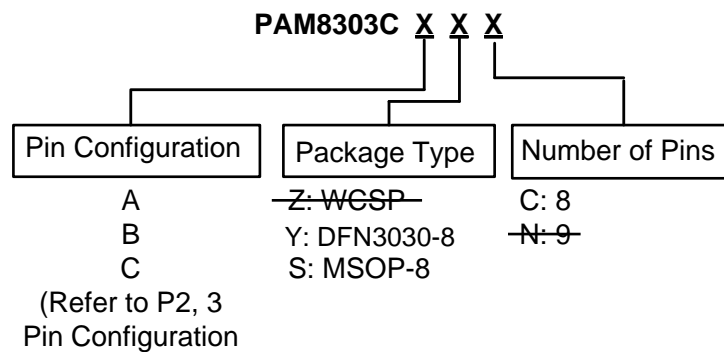 PAM8303C X X X
Pin Configuration
Package Type
Number of Pins
A
B
C
(Refer to P2, 3
Pin Configuration
Z: WCSP
Y: DFN3030-8
S: MSOP-8
C: 8
N: 9